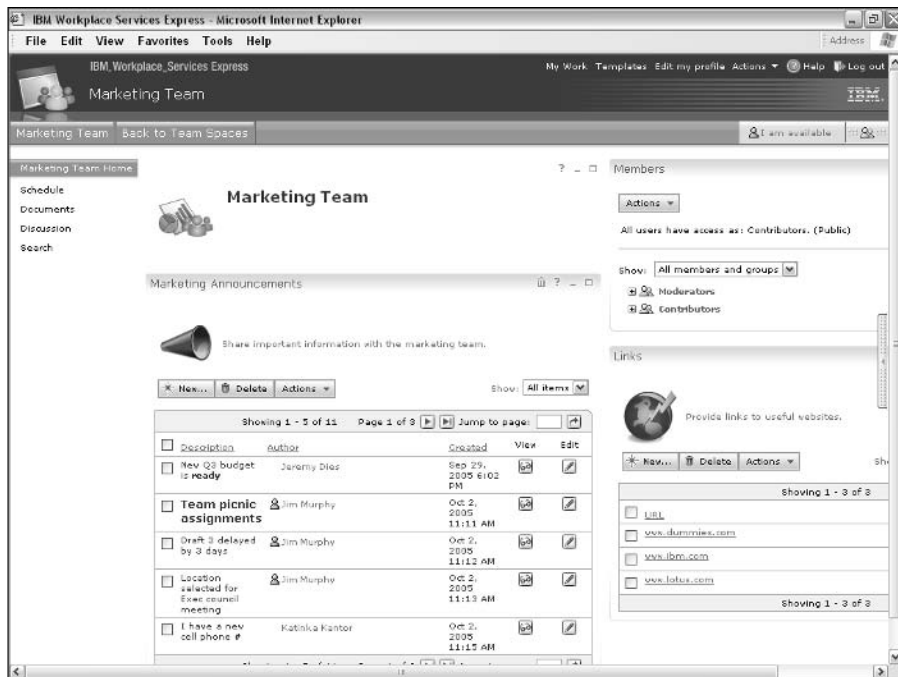 IBM Workplace Services Express - Microsoft Internet Explorer
File Edit View Favorites Tools Help
Address
IBM, Workplace_Services Express
My Work Templates Edit my profile Actions Help Log out
Marketing Team
IBM.
Marketing Team Back to Team Spaces
I am available
Marketing Team Home
Schedule
Documents
Discussion
Search
? _
Marketing Team
Marketing Announcements
? _
Share important information with the marketing team.
New... Delete Actions
Show: All items
Showing 1 - 5 of 11 Page 1 of 3 Jump to page:
Description Author Created View Edit
New Q3 budget
is ready
Jeremy Dies
Sep 29,
2005 6:02
PM
Team picnic
assignments
Jim Murphy
Oct 2,
2005
11:11 AM
Draft 3 delayed
by 3 days
Jim Murphy
Oct 2,
2005
11:12 AM
Location
selected for
Exec council
meeting
Jim Murphy
Oct 2,
2005
11:13 AM
I have a new
cell phone #
Katinka Kantor
Oct 2,
2005
11:15 AM
Members
Actions
All users have access as: Contributors. (Public)
Show: All members and groups
Moderators
Contributors
Links
Provide links to useful websites.
New... Delete Actions
Showing 1 - 3 of 3
URL
www.dummies.com
www.ibm.com
www.lotus.com
Showing 1 - 3 of 3